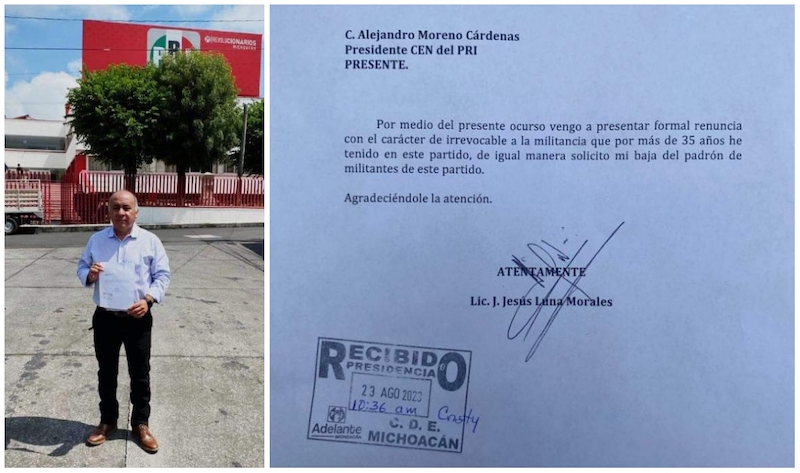 PRI
REVOLUCIONARIOS
MICHOACÁN
C. Alejandro Moreno Cárdenas
Presidente CEN del PRI
PRESENTE.
Por medio del presente ocurso vengo a presentar formal renuncia
con el carácter de irrevocable a la militancia que por más de 35 años he
tenido en este partido, de igual manera solicito mi baja del padrón de
militantes de este partido.
Agradeciéndole la atención.
ATENTAMENTE
Lic. J. Jesús Luna Morales
RECIBIDO
PRESIDENCIA
23 AGO 2023
10:36 am
Adelante
MICHOACÁN
C. D. E.
MICHOACÁN